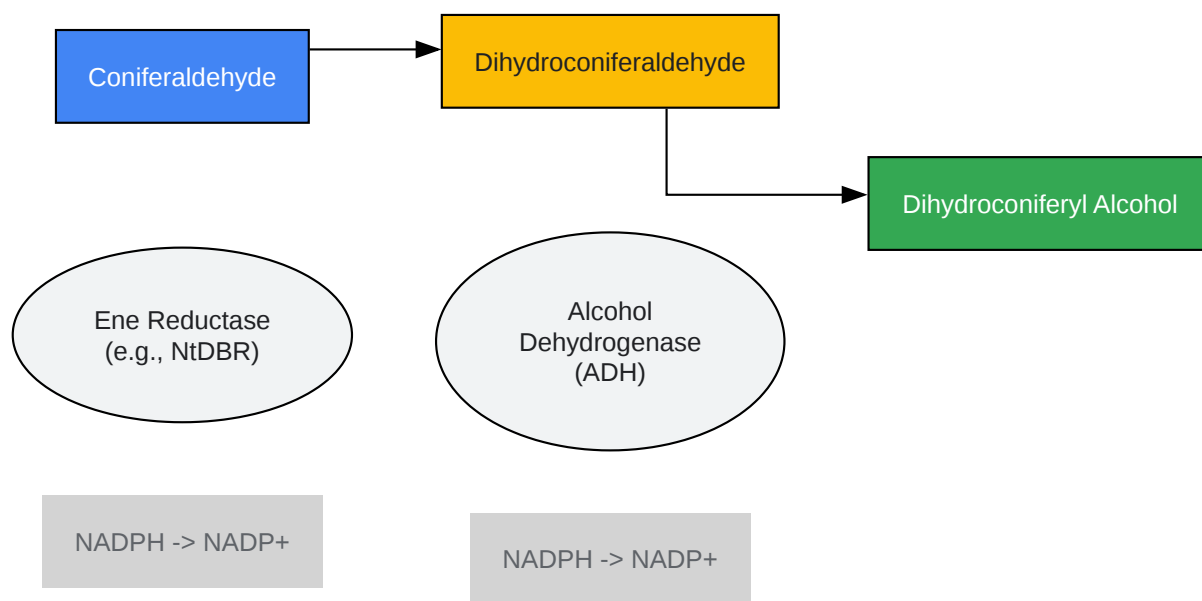 Coniferaldehyde
Dihydroconiferaldehyde
Dihydroconiferyl Alcohol
Ene Reductase
(e.g., NtDBR)
Alcohol
Dehydrogenase
(ADH)
NADPH -> NADP+
NADPH -> NADP+